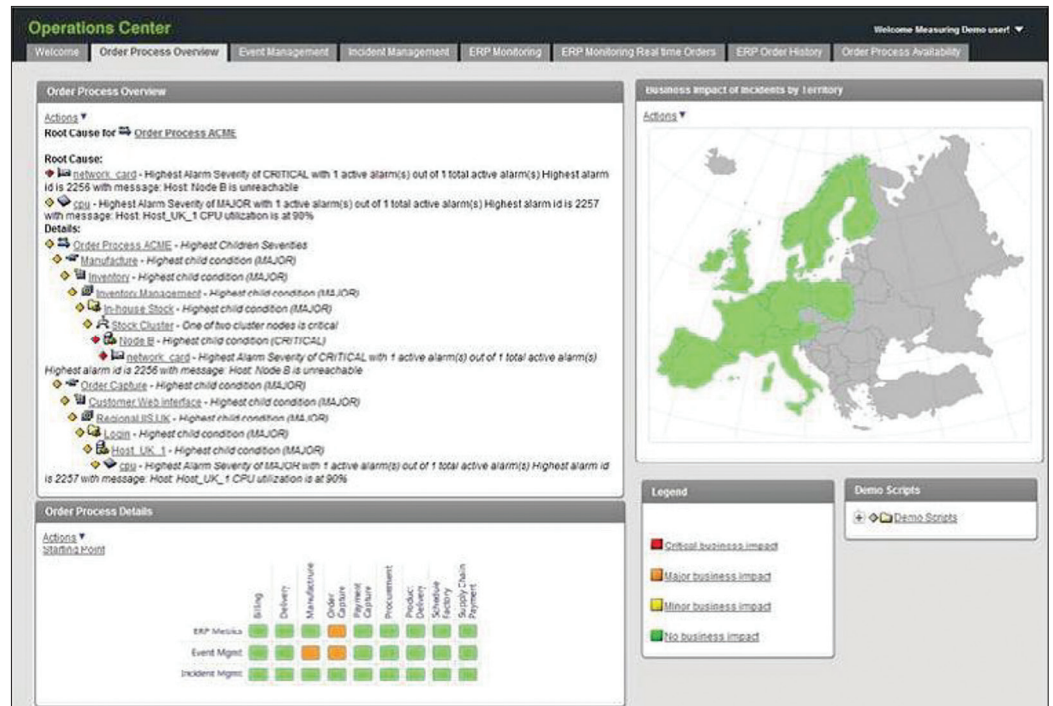 Operations Center
Welcome Measuring Demo user!
Welcome
Order Process Overview
Event Management
Incident Management
ERP Monitoring
ERP Monitoring Real time Orders
ERP Order History
Order Process Availability
Order Process Overview
Actions
Root Cause for Order Process ACME
Root Cause:
network_card - Highest Alarm Severity of CRITICAL with 1 active alarm(s) out of 1 total active alarm(s) Highest alarm
id is 2256 with message: Host: Node B is unreachable
cpu - Highest Alarm Severity of MAJOR with 1 active alarm(s) out of 1 total active alarm(s) Highest alarm id is 2257
with message: Host: Host_UK_1 CPU utilization is at 90%
Details:
Order Process ACME - Highest Children Severities
Manufacture - Highest child condition (MAJOR)
Inventory - Highest child condition (MAJOR)
Inventory Management - Highest child condition (MAJOR)
In-house Stock - Highest child condition (MAJOR)
Stock Cluster - One of two cluster nodes is critical
Node B - Highest child condition (CRITICAL)
network_card - Highest Alarm Severity of CRITICAL with 1 active alarm(s) out of 1 total active alarm(s)
Highest alarm id is 2256 with message: Host: Node B is unreachable
Order Capture - Highest child condition (MAJOR)
Customer Web Interface - Highest child condition (MAJOR)
Regional IIS UK - Highest child condition (MAJOR)
Login - Highest child condition (MAJOR)
Host_UK_1 - Highest child condition (MAJOR)
cpu - Highest Alarm Severity of MAJOR with 1 active alarm(s) out of 1 total active alarm(s) Highest alarm id
is 2257 with message: Host: Host_UK_1 CPU utilization is at 90%
Business Impact of Incidents by Territory
Actions
Order Process Details
Actions
Starting Point
Billing
Delivery
Manufactrure
Order
Capture
Payment
Capture
Procurement
Product
Delivery
Schedule
Factory
Supply Chain
Payment
ERP Metrics
Event Mgmt
Incident Mgmt
Legend
Critical business impact
Major business impact
Minor business impact
No business impact
Demo Scripts
Demo Scripts